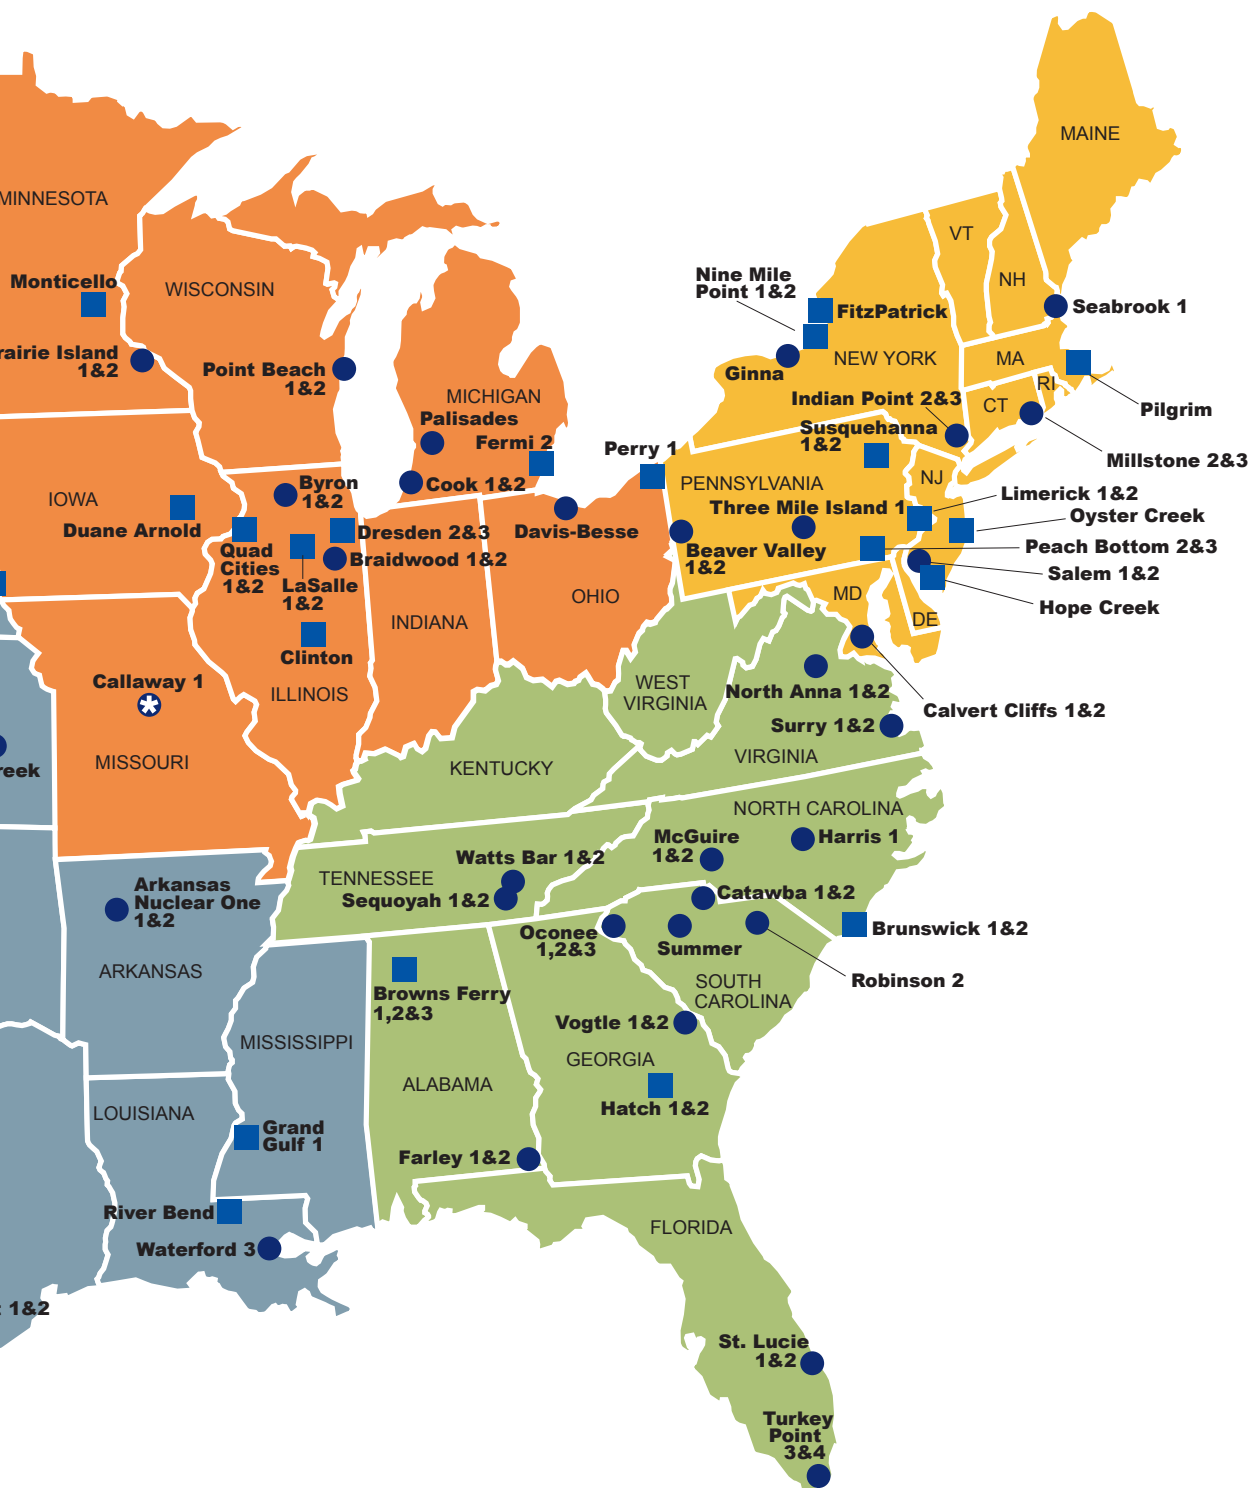 MAINE
MINNESOTA
VT
Monticello
WISCONSIN
Nine Mile
Point 1&2
NH
FitzPatrick
Seabrook 1
rairie Island
1&2
Point Beach
1&2
Ginna
NEW YORK
MA
RI
MICHIGAN
Indian Point 2&3
CT
Pilgrim
Palisades
Fermi 2
Susquehanna
1&2
Perry 1
Millstone 2&3
Byron
1&2
Cook 1&2
PENNSYLVANIA
NJ
Limerick 1&2
IOWA
Three Mile Island 1
Oyster Creek
Duane Arnold
Dresden 2&3
Davis-Besse
Beaver Valley
1&2
Peach Bottom 2&3
Quad
Cities
1&2
Braidwood 1&2
Salem 1&2
LaSalle
1&2
OHIO
MD
Hope Creek
INDIANA
DE
Clinton
Callaway 1
ILLINOIS
WEST
VIRGINIA
North Anna 1&2
Calvert Cliffs 1&2
Surry 1&2
reek
MISSOURI
KENTUCKY
VIRGINIA
NORTH CAROLINA
McGuire
1&2
Harris 1
Watts Bar 1&2
TENNESSEE
Sequoyah 1&2
Arkansas
Nuclear One
1&2
Catawba 1&2
Oconee
1,2&3
Summer
Brunswick 1&2
ARKANSAS
Browns Ferry
1,2&3
SOUTH
CAROLINA
Robinson 2
Vogtle 1&2
MISSISSIPPI
GEORGIA
ALABAMA
LOUISIANA
Hatch 1&2
Grand
Gulf 1
Farley 1&2
River Bend
FLORIDA
Waterford 3
1&2
St. Lucie
1&2
Turkey
Point
3&4